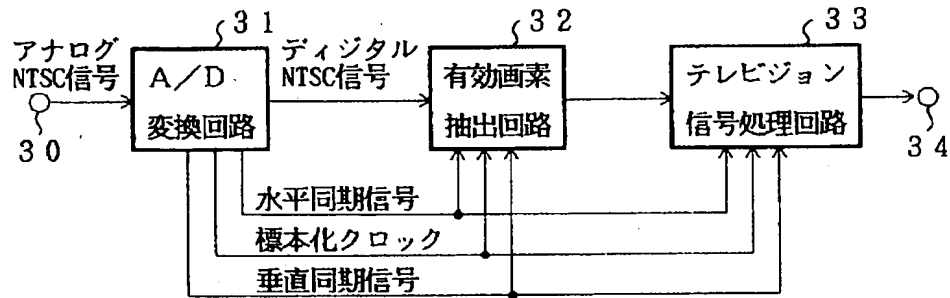 31
32
33
アナログ
NTSC信号
A/D
変換回路
ディジタル
NTSC信号
有効画素
抽出回路
テレビジョン
信号処理回路
30
34
水平同期信号
標本化クロック
垂直同期信号